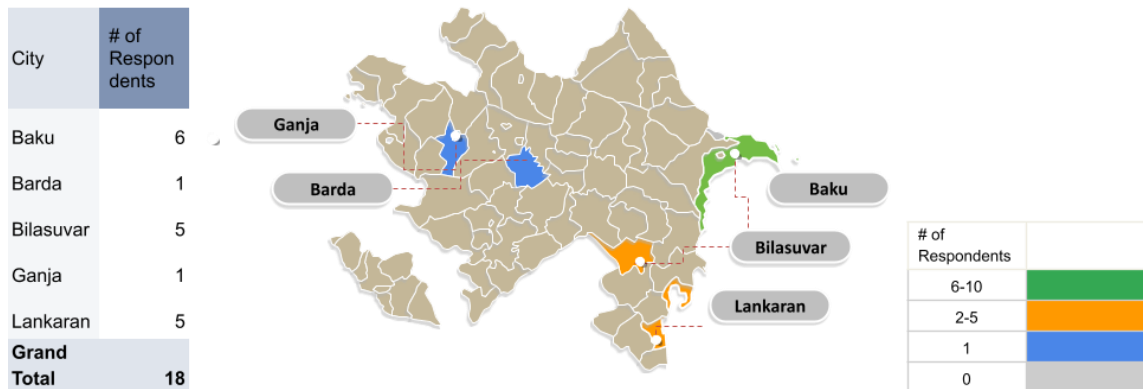 City
# of
Respon
dents
Baku 6
Barda 1
Bilasuvar 5
Ganja 1
Lankaran 5
Grand
Total 18
Ganja
Barda
Baku
Bilasuvar
Lankaran
# of
Respondents
6-10
2-5
1
0